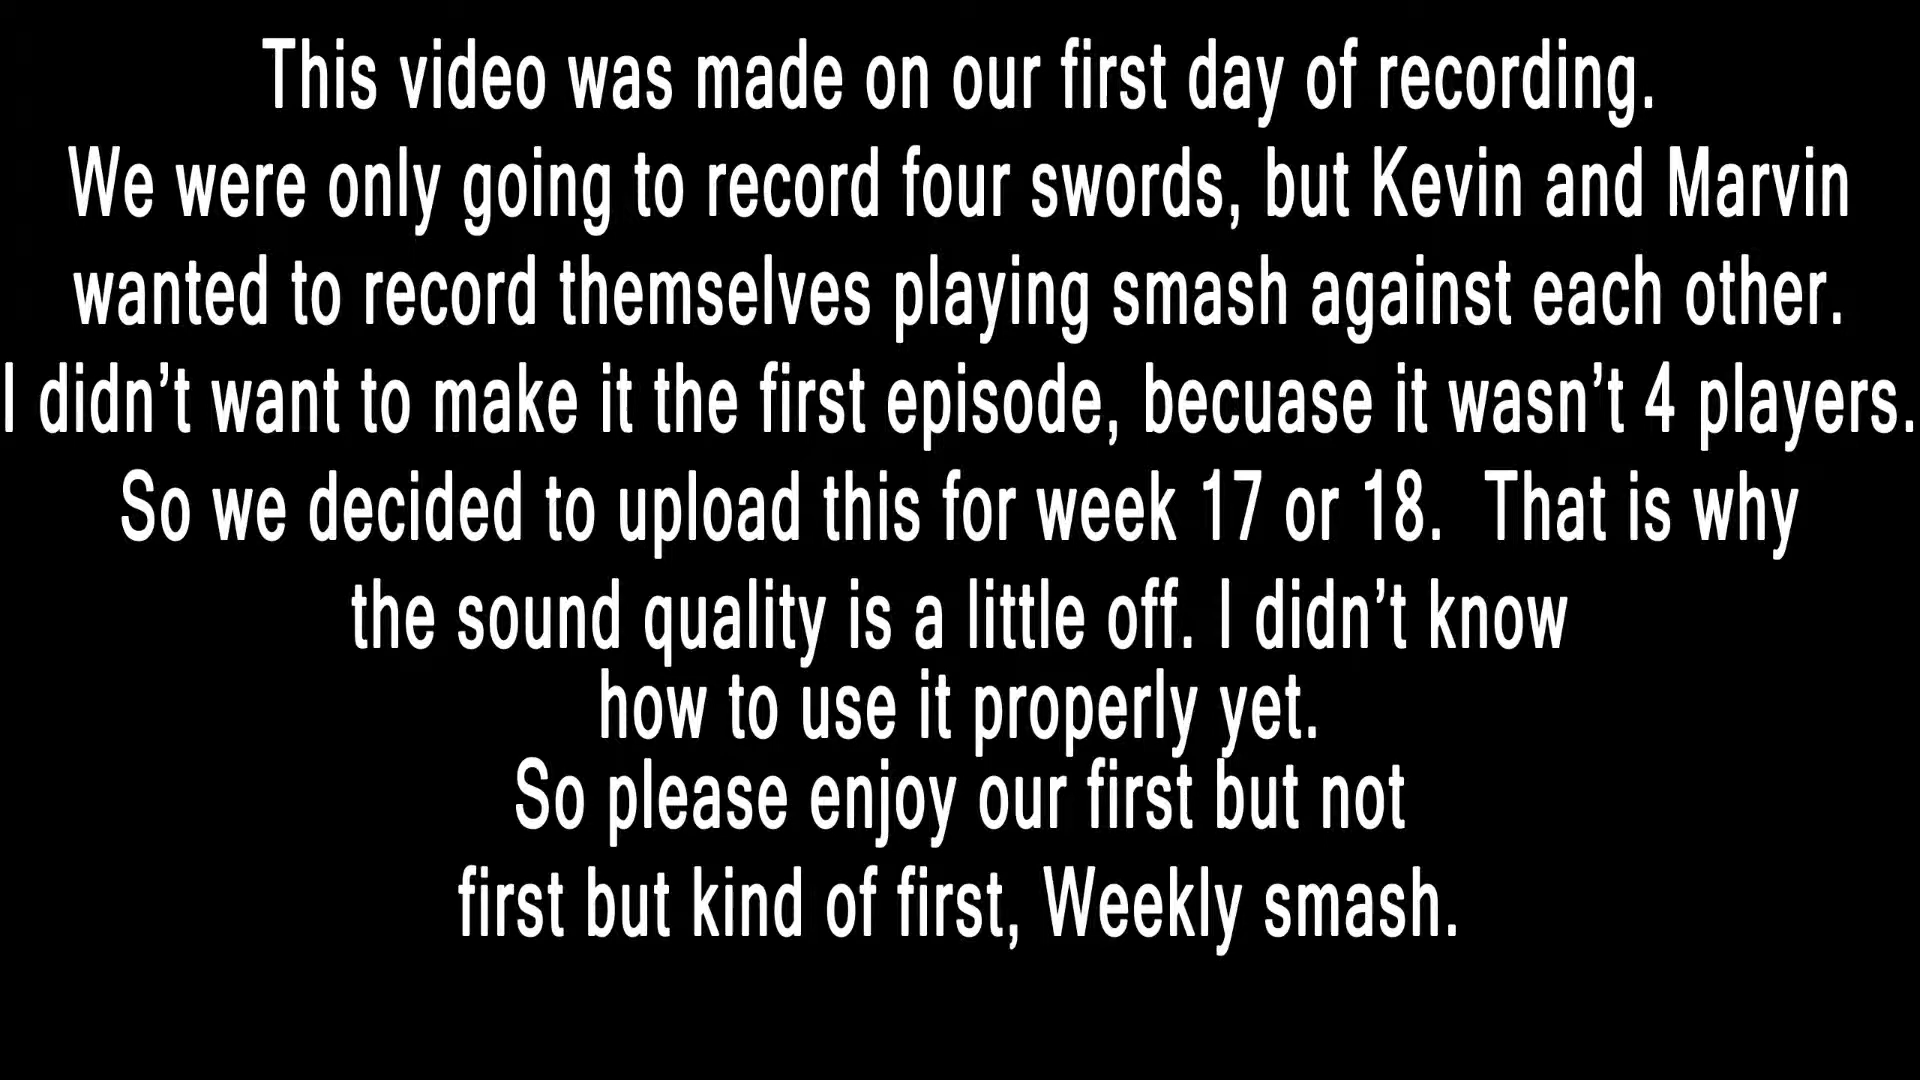 This video was made on our first day of recording.
We were only going to record four swords, but Kevin and Marvin
wanted to record themselves playing smash against each other.
I didn’t want to make it the first episode, becuase it wasn’t 4 players.
So we decided to upload this for week 17 or 18.  That is why
the sound quality is a little off. I didn’t know
how to use it properly yet.
So please enjoy our first but not
first but kind of first, Weekly smash.